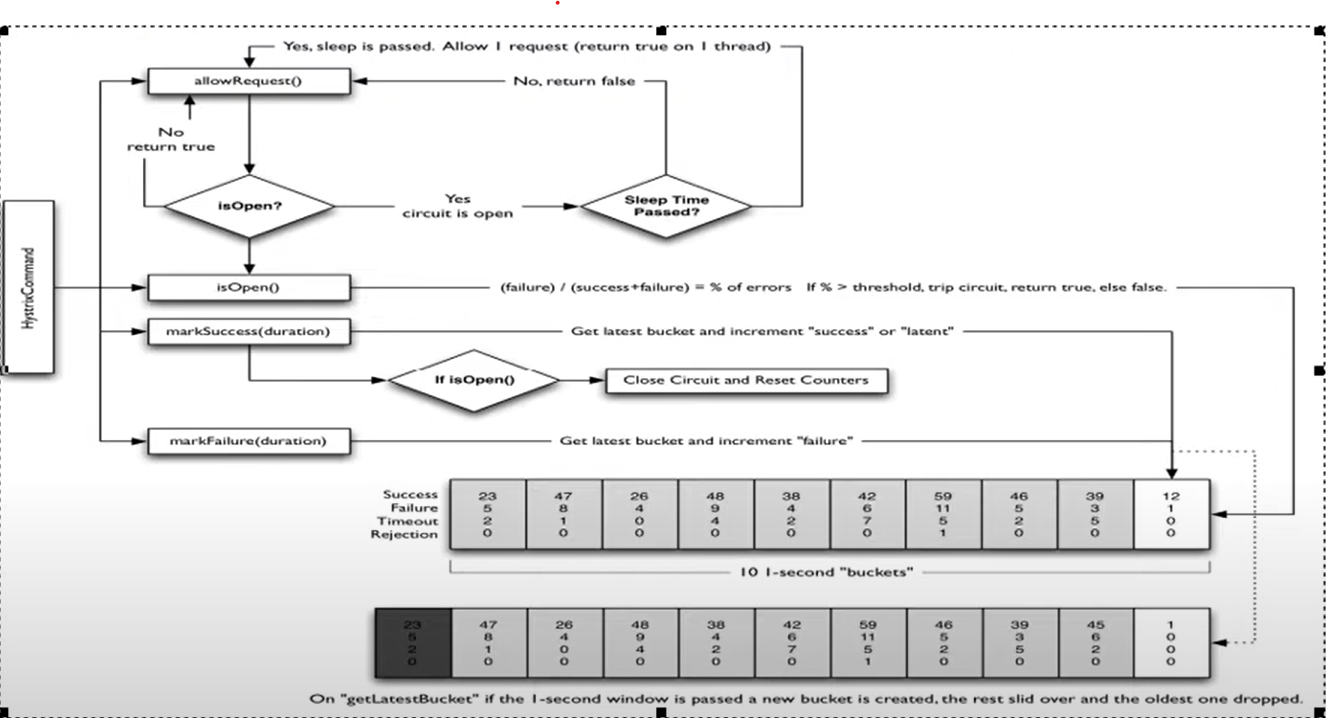 Yes, sleep is passed. Allow 1 request (return true on 1 thread)
allowRequest()
No, return false
No
return true
isOpen?
Yes
circuit is open
Sleep Time
Passed?
HystrixCommand
isOpen()
(failure) / (success+failure) = % of errors If % > threshold, trip circuit, return true, else false.
markSuccess(duration)
Get latest bucket and increment "success" or "latent"
If isOpen()
Close Circuit and Reset Counters
markFailure(duration)
Get latest bucket and increment "failure"
Success 23 47 26 48 38 42 59 46 39 12
Failure 5 8 4 9 4 6 11 5 3 1
Timeout 2 1 0 4 2 7 5 2 5 0
Rejection 0 0 0 0 0 0 1 0 0 0
10 1-second "buckets"
23 47 26 48 38 42 59 46 39 45 1
5 8 4 9 4 6 11 5 3 6 0
2 1 0 4 2 7 5 2 5 2 0
0 0 0 0 0 0 1 0 0 0 0
On "getLatestBucket" if the 1-second window is passed a new bucket is created, the rest slid over and the oldest one dropped.